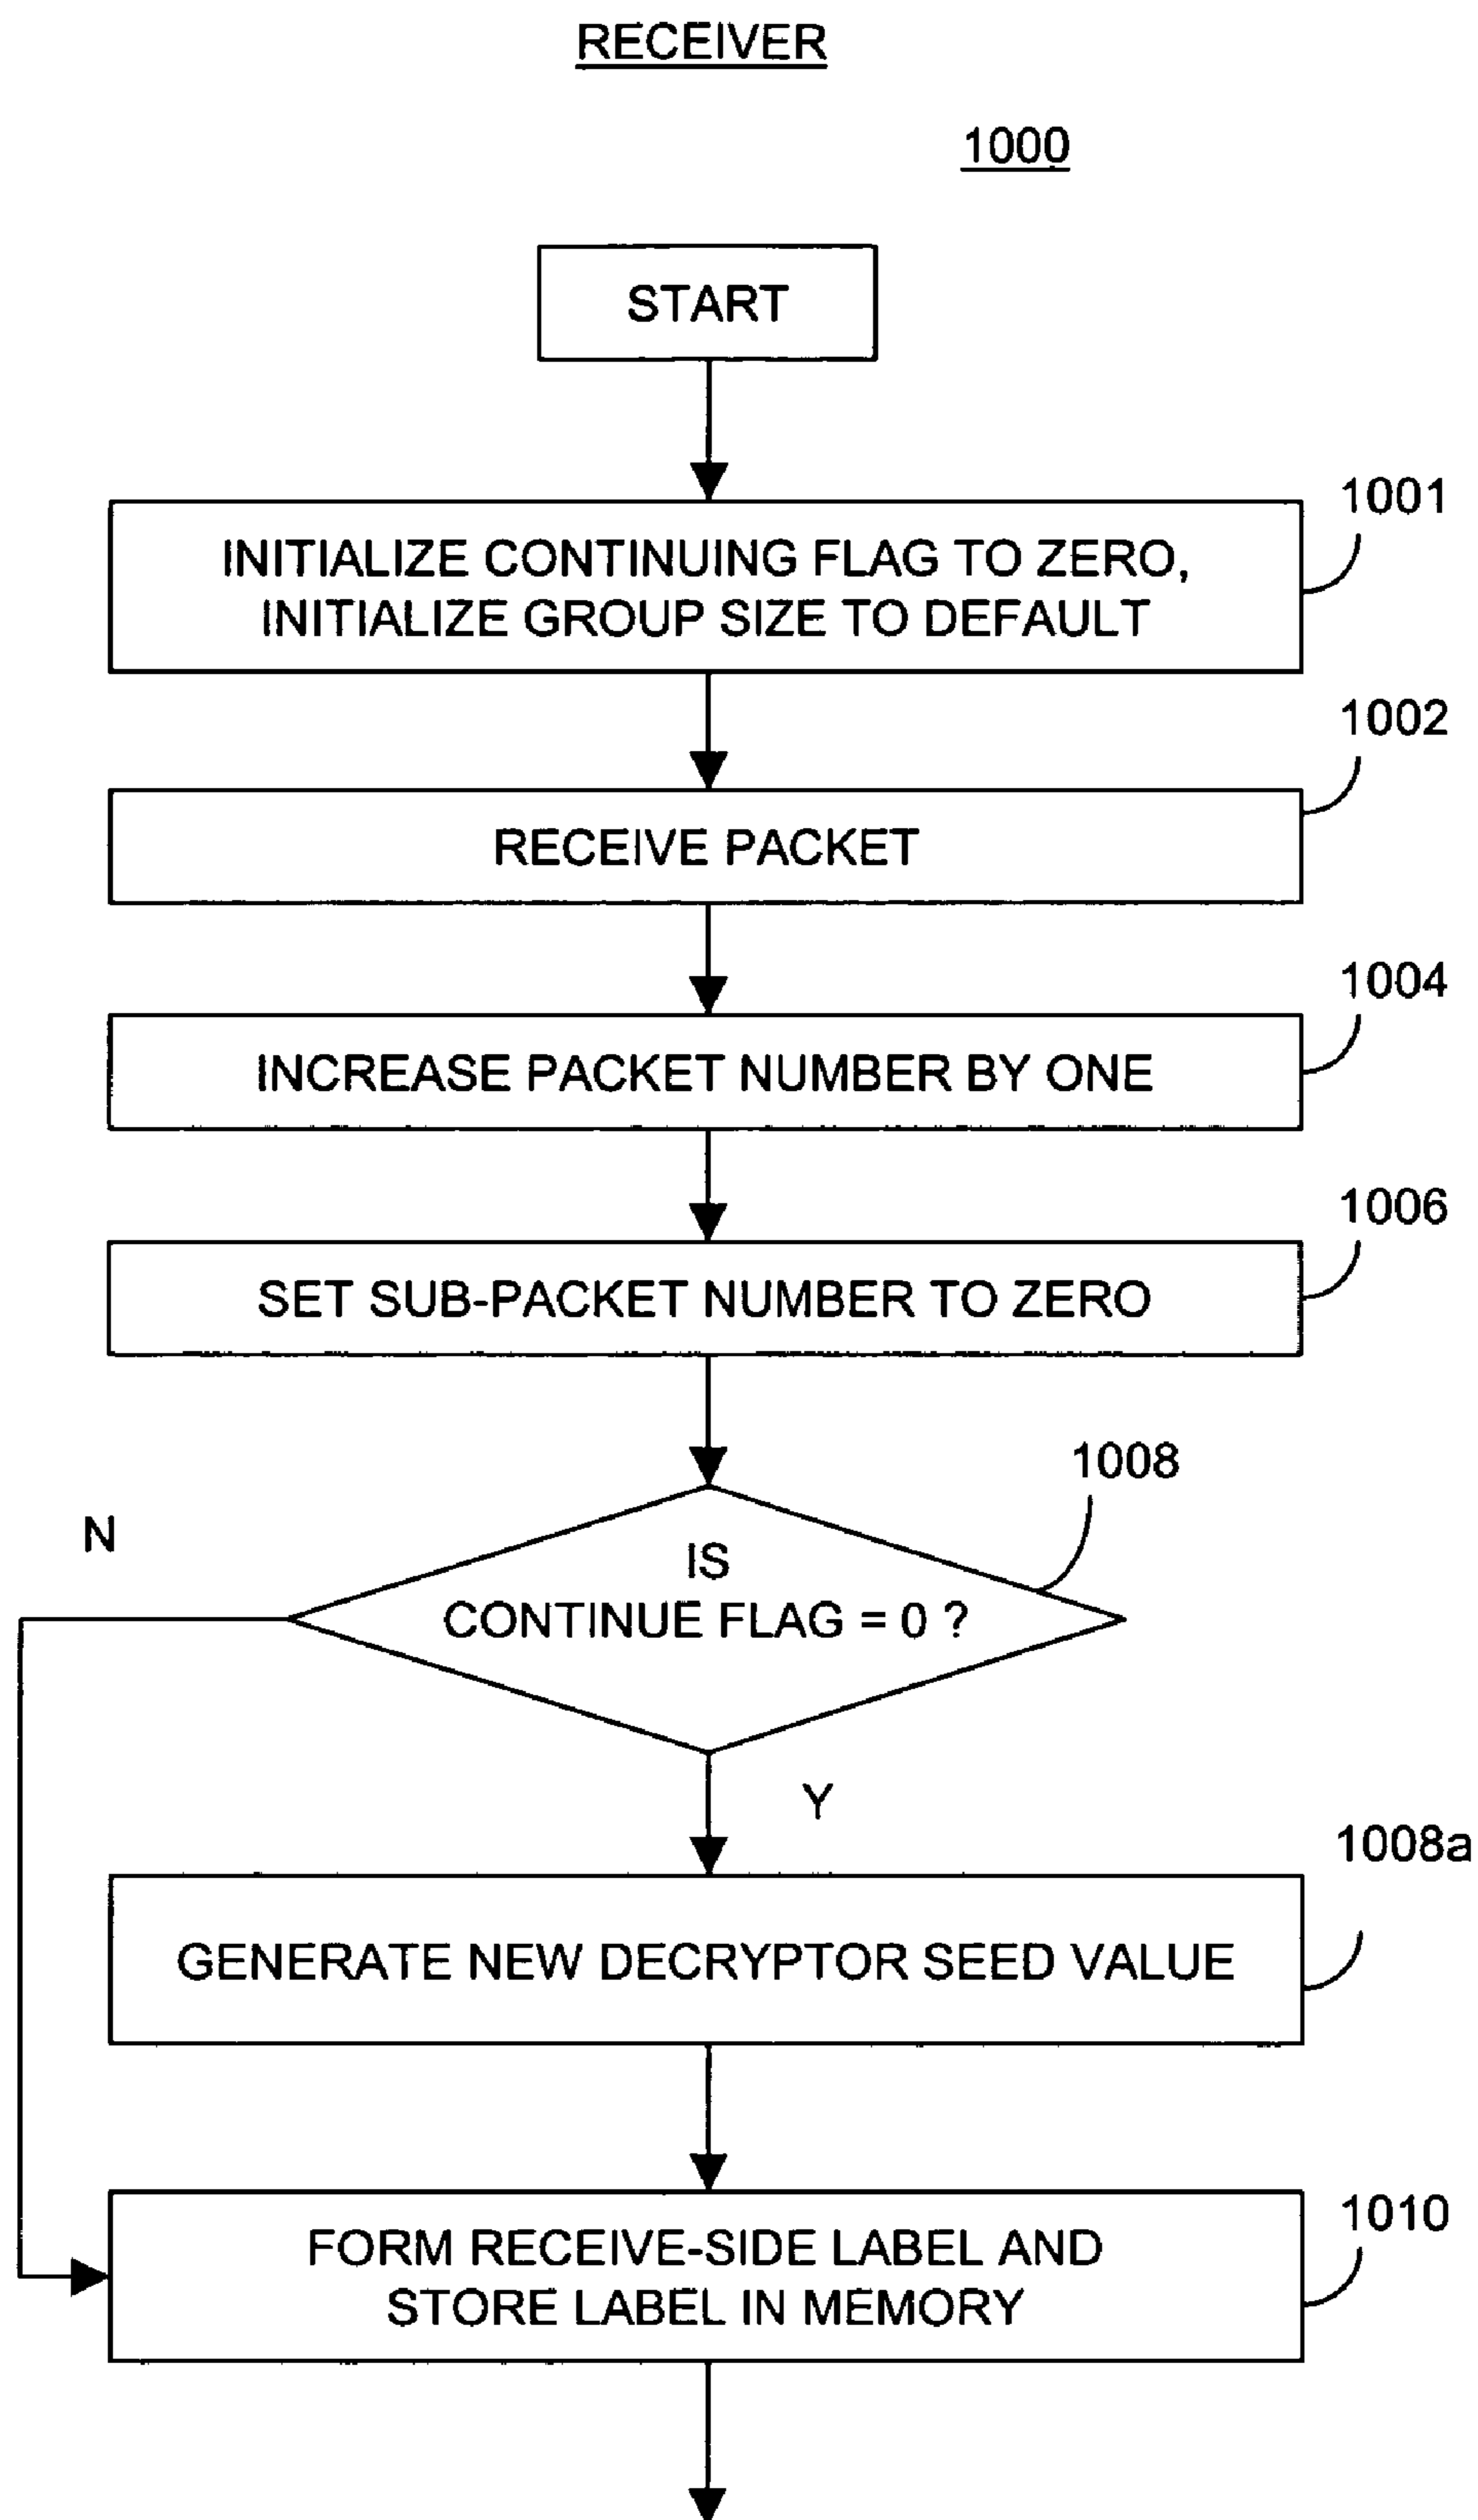 RECEIVER
1000
START
1001
INITIALIZE CONTINUING FLAG TO ZERO,
INITIALIZE GROUP SIZE TO DEFAULT
1002
RECEIVE PACKET
1004
INCREASE PACKET NUMBER BY ONE
1006
SET SUB-PACKET NUMBER TO ZERO
1008
N
IS
CONTINUE FLAG = 0 ?
Y
1008a
GENERATE NEW DECRYPTOR SEED VALUE
1010
FORM RECEIVE-SIDE LABEL AND
STORE LABEL IN MEMORY